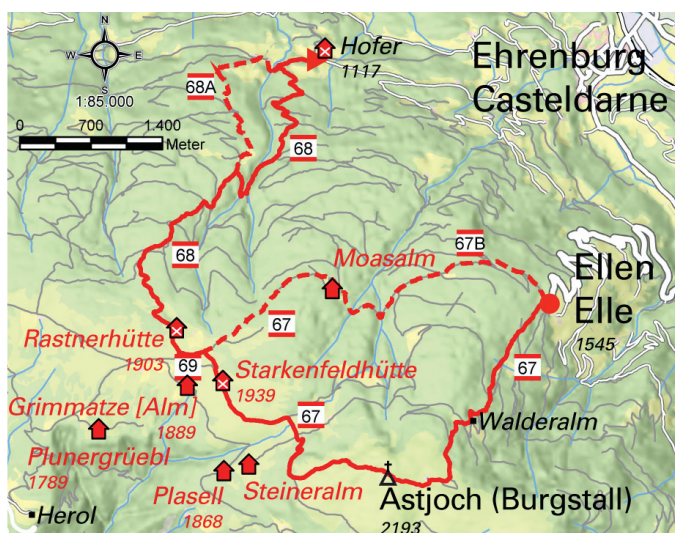 N
W E
S
1:85.000
0 700 1.400
Meter
Hofer
1117
Ehrenburg
Casteldarne
68A
68
68
Moasalm
67B
Ellen
Elle
1545
67
Rastnerhütte
1903
69
Starkenfeldhütte
1939
67
Grimmatze [Alm]
1889
67
Walderalm
Plunergrüebl
1789
Plasell
1868
Steineralm
Astjoch (Burgstall)
2193
Herol